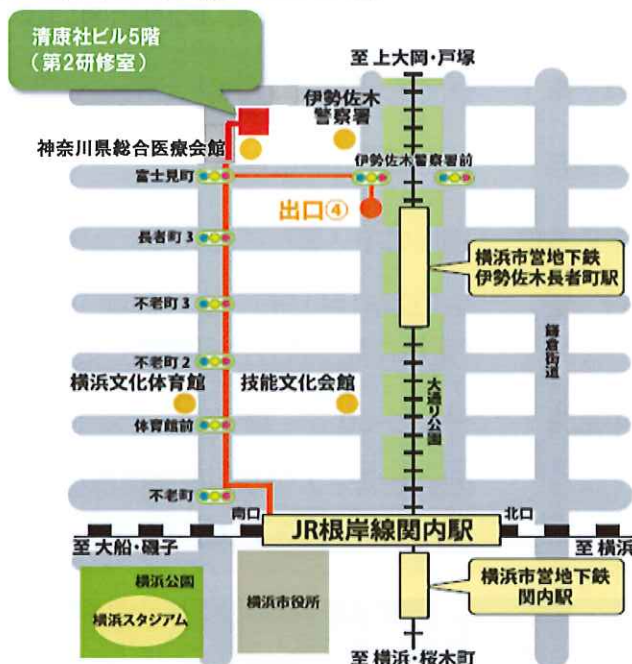 清康社ビル5階
（第2研修室）
至 上大岡・戸塚
伊勢佐木
警察署
神奈川県総合医療会館
伊勢佐木警察署前
富士見町
出口④
長者町 3
横浜市営地下鉄
伊勢佐木長者町駅
不老町 3
鎌倉街道
不老町 2
横浜文化体育館
技能文化会館
大通り公園
体育館前
不老町
南口
JR根岸線関内駅
北口
至 大船・磯子
至 横浜
横浜公園
横浜スタジアム
横浜市役所
横浜市営地下鉄
関内駅
至 横浜・桜木町